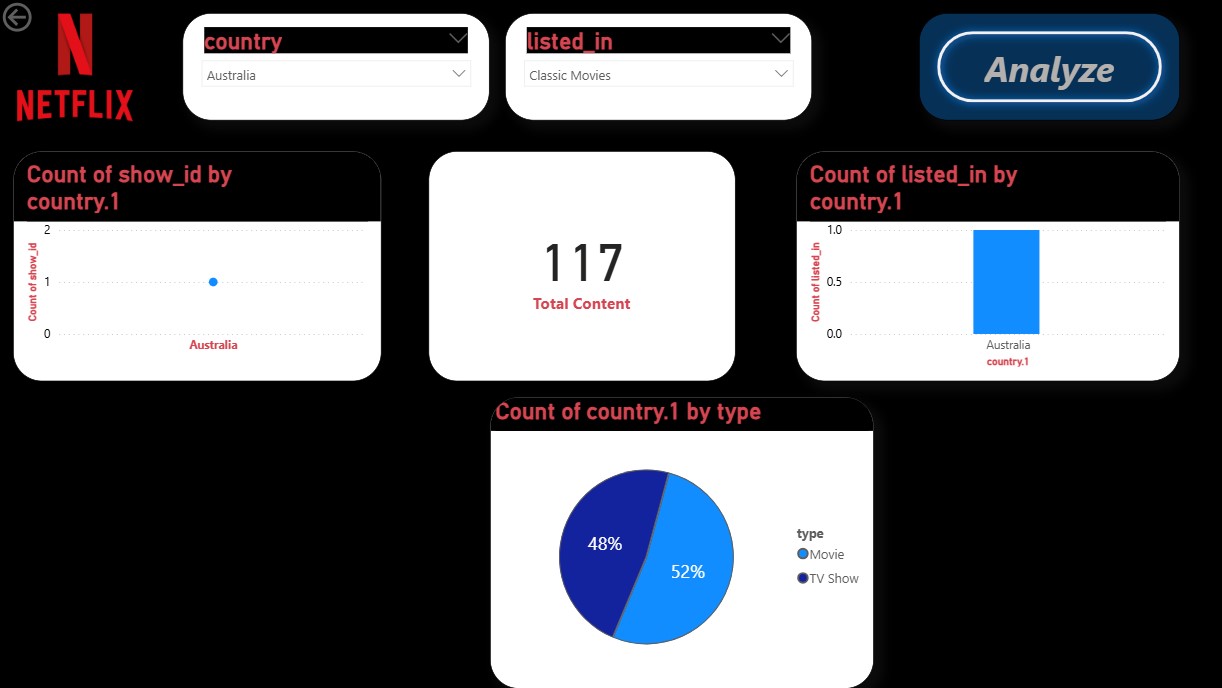 N
NETFLIX
country
Australia
listed_in
Classic Movies
Analyze
Count of show_id by
country.1
2
1
0
Count of show_id
Australia
117
Total Content
Count of listed_in by
country.1
1.0
0.5
0.0
Count of listed_in
Australia
country.1
Count of country.1 by type
48%
52%
type
Movie
TV Show